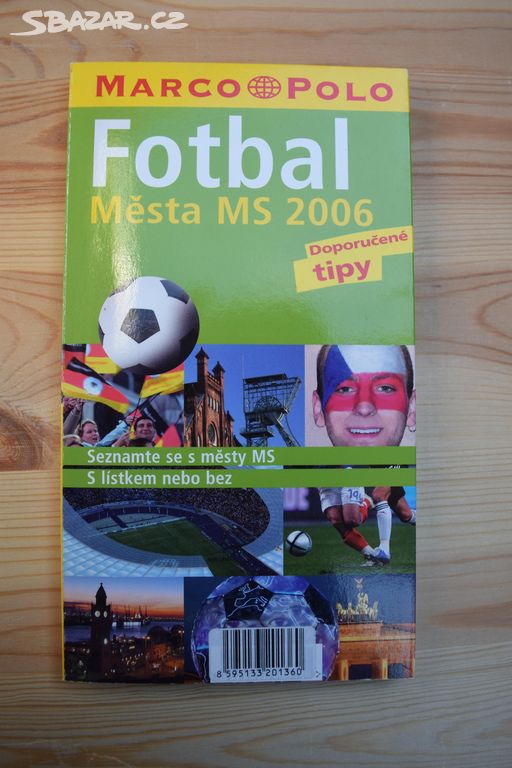 SBAZAR.CZ
MARCO POLO
Fotbal
Města MS 2006
Doporučené
tipy
Seznamte se s městy MS
S lístkem nebo bez
8 595133 201360 >